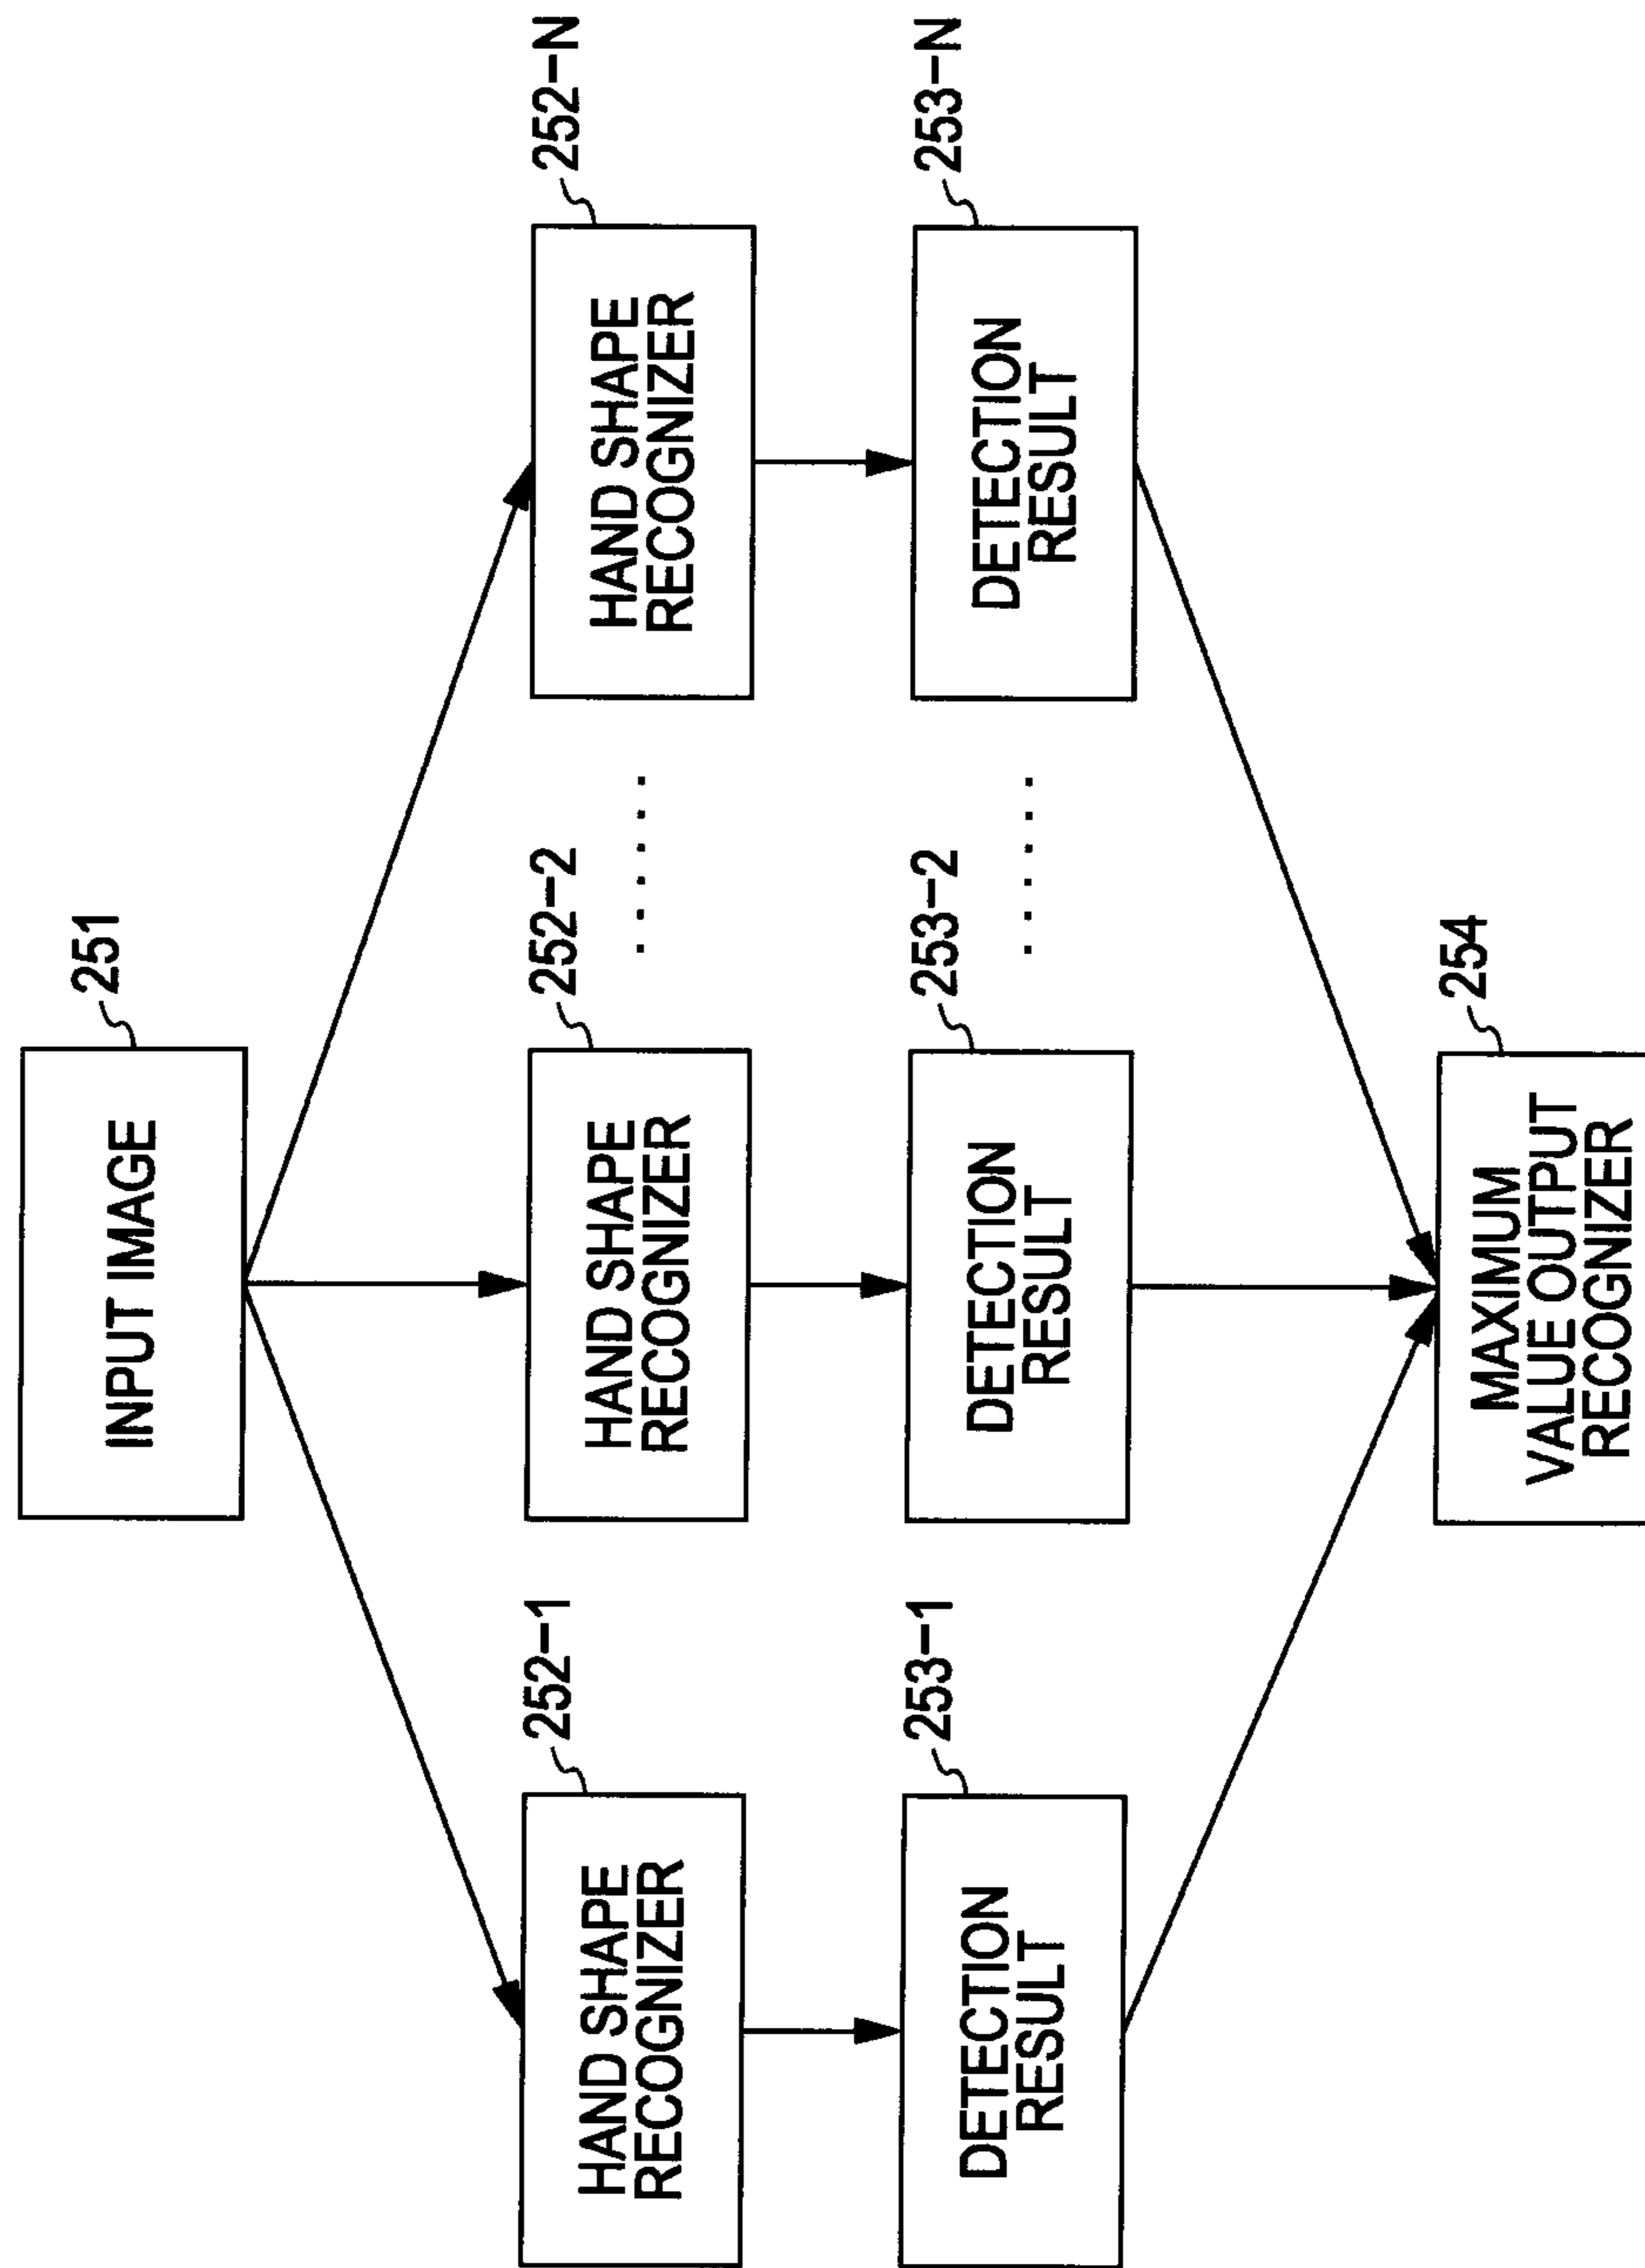 251
INPUT IMAGE
252-1
HAND SHAPE
RECOGNIZER
252-2
HAND SHAPE
RECOGNIZER
......
252-N
HAND SHAPE
RECOGNIZER
253-1
DETECTION
RESULT
253-2
DETECTION
RESULT
......
253-N
DETECTION
RESULT
254
MAXIMUM
VALUE OUTPUT
RECOGNIZER